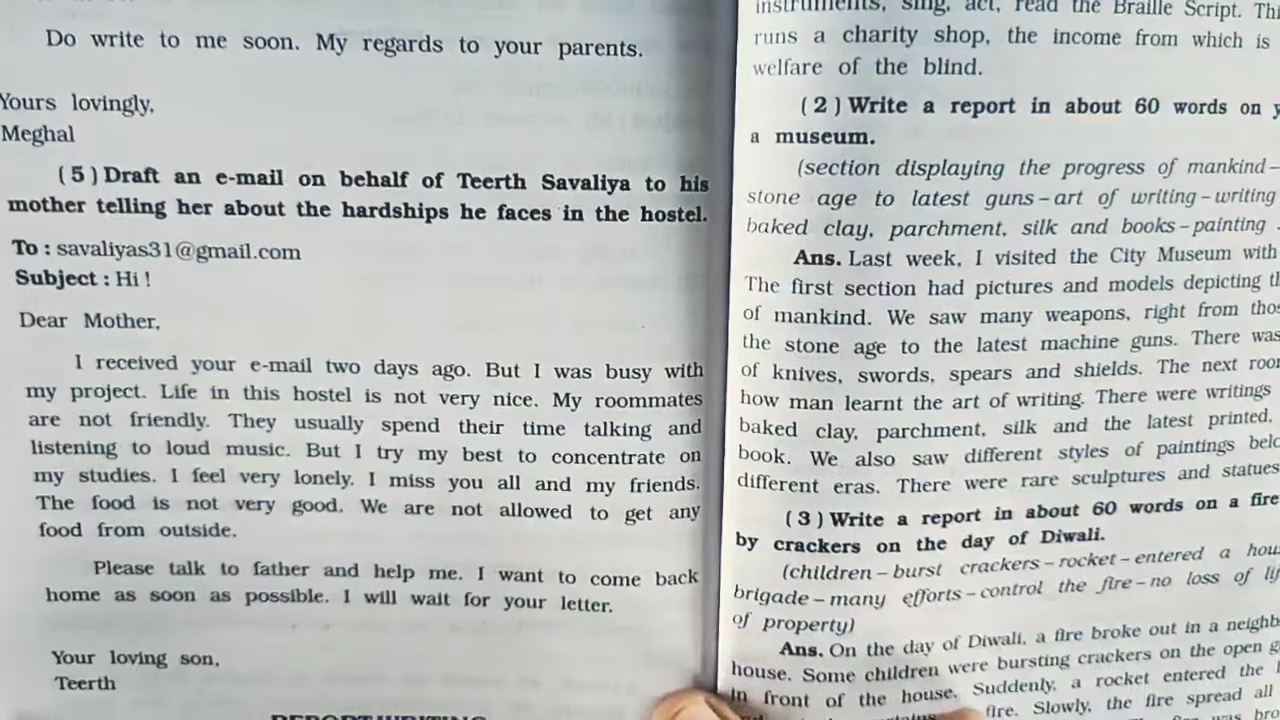 Do write to me soon. My regards to your parents.
Yours lovingly,
Meghal
(5) Draft an e-mail on behalf of Teerth Savaliya to his
mother telling her about the hardships he faces in the hostel.
To : savaliyas31@gmail.com
Subject : Hi !
Dear Mother,
I received your e-mail two days ago. But I was busy with
my project. Life in this hostel is not very nice. My roommates
are not friendly. They usually spend their time talking and
listening to loud music. But I try my best to concentrate on
my studies. I feel very lonely. I miss you all and my friends.
The food is not very good. We are not allowed to get any
food from outside.
Please talk to father and help me. I want to come back
home as soon as possible. I will wait for your letter.
Your loving son,
Teerth
instruments, sing, act, read the Braille Script.
runs a charity shop, the income from which is
welfare of the blind.
(2) Write a report in about 60 words on
a museum.
(section displaying the progress of mankind –
stone age to latest guns – art of writing – writing
baked clay, parchment, silk and books – painting
Ans. Last week, I visited the City Museum with
The first section had pictures and models depicting
of mankind. We saw many weapons, right from
the stone age to the latest machine guns. There was
of knives, swords, spears and shields. The next
how man learnt the art of writing. There were writings
baked clay, parchment, silk and the latest printed,
book. We also saw different styles of paintings
different eras. There were rare sculptures and statues
(3) Write a report in about 60 words on a fire
by crackers on the day of Diwali.
(children – burst crackers – rocket – entered a
brigade – many efforts – control the fire – no loss of
of property)
Ans. On the day of Diwali, a fire broke out in a
house. Some children were bursting crackers on the open
in front of the house. Suddenly, a rocket entered the
fire. Slowly, the fire spread all